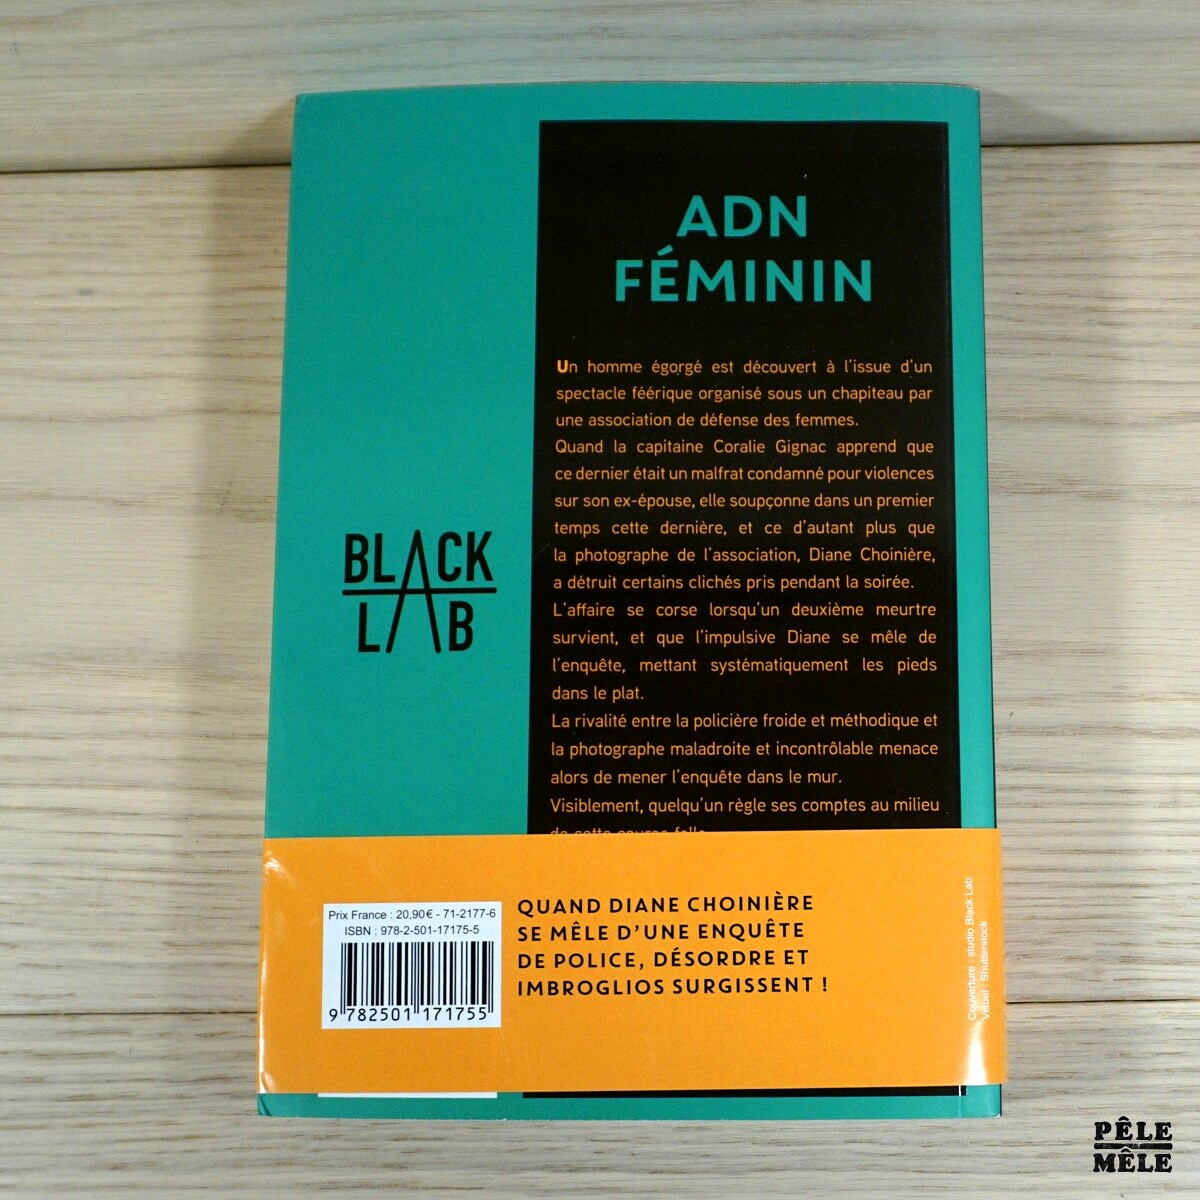 ADN
FÉMININ
Un homme égorgé est découvert à l'issue d'un
spectacle féérique organisé sous un chapiteau par
une association de défense des femmes.
Quand la capitaine Coralie Gignac apprend que
ce dernier était un malfrat condamné pour violences
sur son ex-épouse, elle soupçonne dans un premier
temps cette dernière, et ce d'autant plus que
la photographe de l'association, Diane Choinière,
a détruit certains clichés pris pendant la soirée.
L'affaire se corse lorsqu'un deuxième meurtre
survient, et que l'impulsive Diane se mêle de
l'enquête, mettant systématiquement les pieds
dans le plat.
La rivalité entre la policière froide et méthodique et
la photographe maladroite et incontrôlable menace
alors de mener l'enquête dans le mur.
Visiblement, quelqu'un règle ses comptes au milieu
de cette course folle
BLACK
LAB
Prix France : 20,90€ - 71-2177-6
ISBN : 978-2-501-17175-5
9 782501 171755
QUAND DIANE CHOINIÈRE
SE MÊLE D'UNE ENQUÊTE
DE POLICE, DÉSORDRE ET
IMBROGLIOS SURGISSENT !
Couverture : studio Black Lab
Visuel : Shutterstock
PÊLE
MÊLE